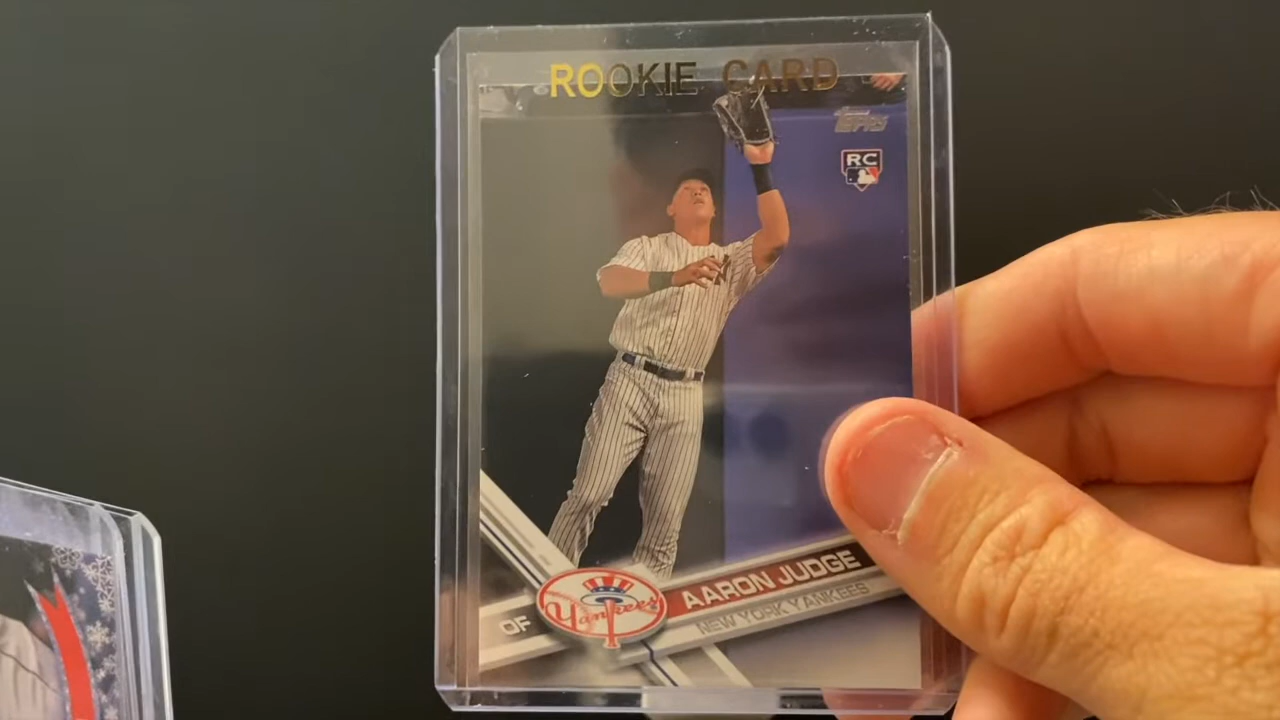 ROOKIE CARD
Topps
RC
OF
Yankees
AARON JUDGE
NEW YORK YANKEES